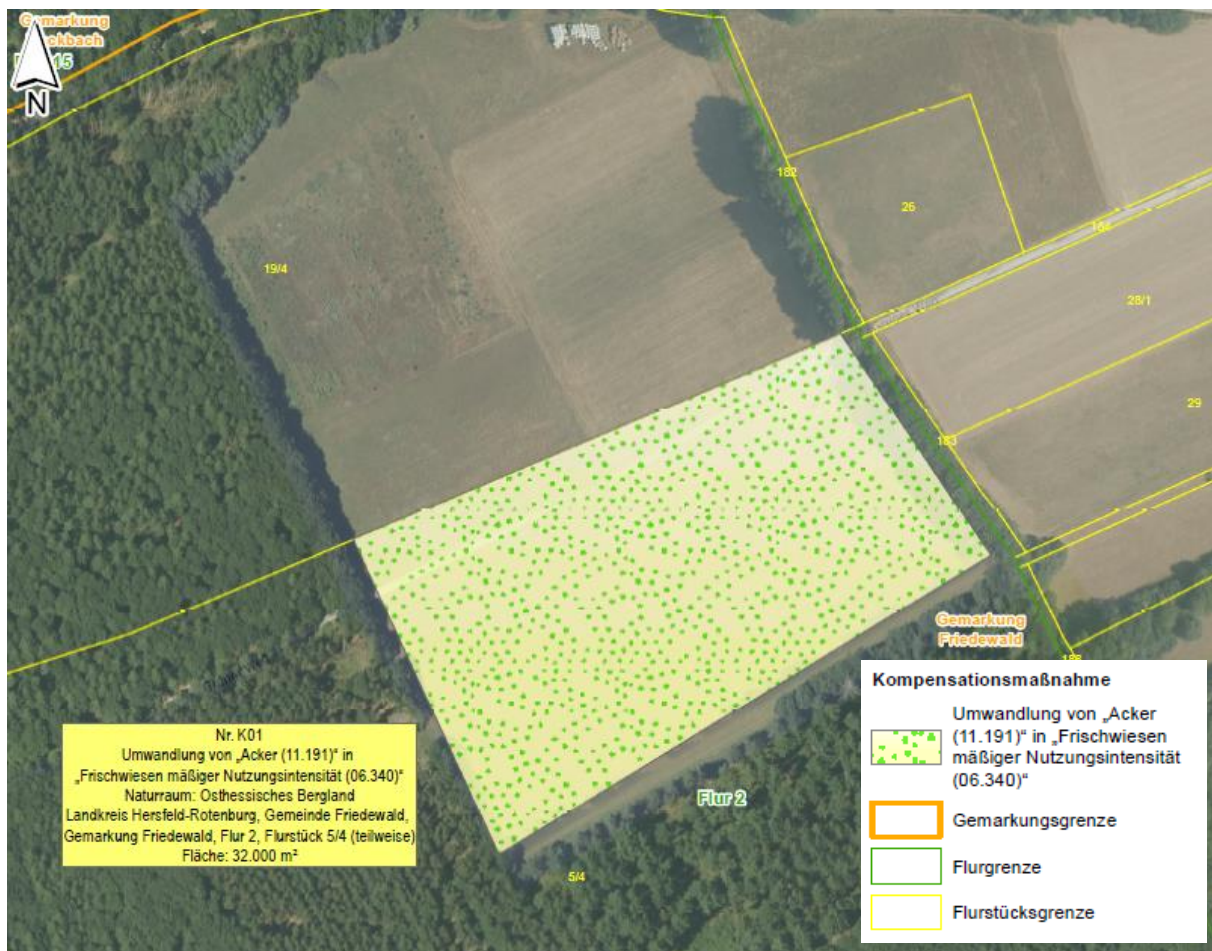 Gemarkung
15
N
182
26
184
19/4
28/1
29
183
Gemarkung
Friedewald
186
Kompensationsmaßnahme
Umwandlung von „Acker
(11.191)“ in „Frischwiesen
mäßiger Nutzungsintensität
(06.340)“
Gemarkungsgrenze
Flurgrenze
Flurstücksgrenze
Nr. K01
Umwandlung von „Acker (11.191)“ in
„Frischwiesen mäßiger Nutzungsintensität (06.340)“
Naturraum: Osthessisches Bergland
Landkreis Hersfeld-Rotenburg, Gemeinde Friedewald,
Gemarkung Friedewald, Flur 2, Flurstück 5/4 (teilweise)
Fläche: 32.000 m²
Flur 2
5/4